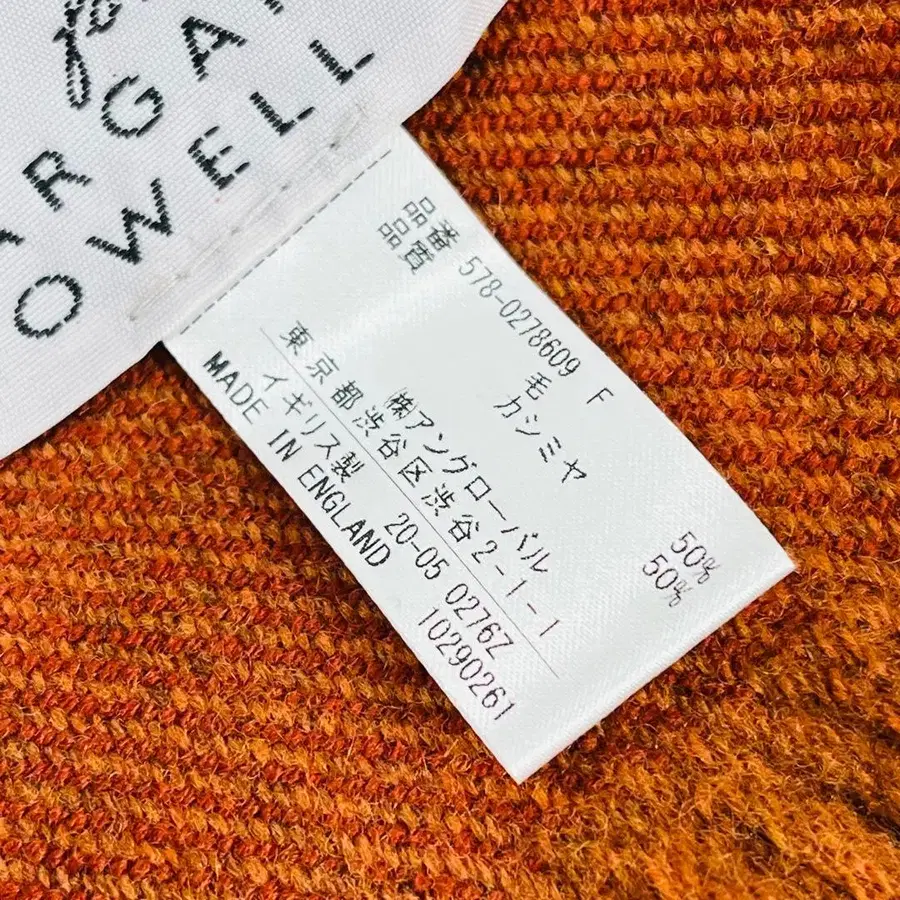 RGA
OWELL
品番 578-0278609 F
品質 毛 50%
カシミヤ 50%
㈱アングローバル
東京都渋谷区渋谷2-1-1
イギリス製 20-05 0276Z
MADE IN ENGLAND 10290261